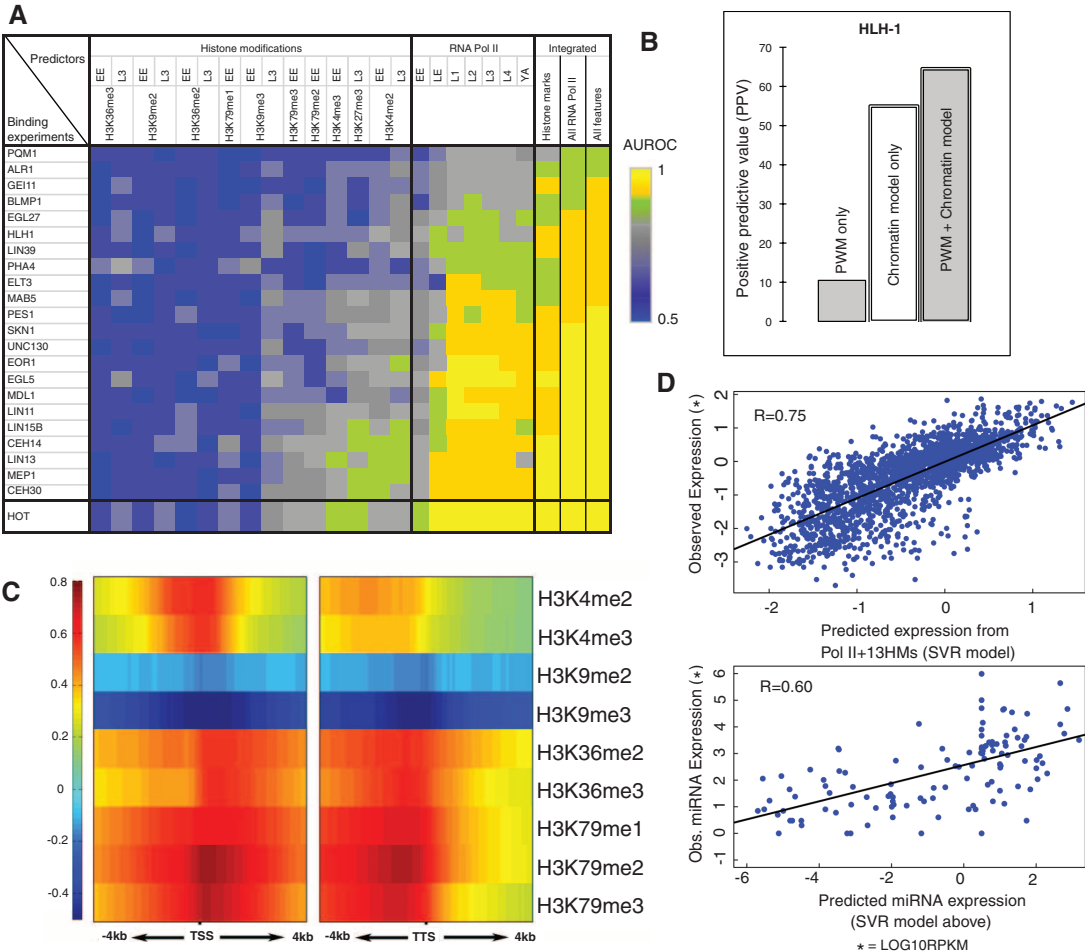 A
Predictors
Binding
experiments
Histone modifications
RNA Pol II
Integrated
EE
L3
EE
L3
EE
L3
EE
EE
L3
EE
EE
EE
L3
EE
L3
EE
LE
L1
L2
L3
L4
YA
H3K36me3
H3K9me2
H3K36me2
H3K79me1
H3K9me3
H3K79me3
H3K79me2
H3K4me3
H3K27me3
H3K4me2
Histone marks
All RNA Pol II
All features
PQM1
ALR1
GEI11
BLMP1
EGL27
HLH1
LIN39
PHA4
ELT3
MAB5
PES1
SKN1
UNC130
EOR1
EGL5
MDL1
LIN11
LIN15B
CEH14
LIN13
MEP1
CEH30
HOT
AUROC
1
0.5
B
HLH-1
Positive predictive value (PPV)
70
60
50
40
30
20
10
0
PWM only
Chromatin model only
PWM + Chromatin model
C
0.8
0.6
0.4
0.2
0
-0.2
-0.4
H3K4me2
H3K4me3
H3K9me2
H3K9me3
H3K36me2
H3K36me3
H3K79me1
H3K79me2
H3K79me3
-4kb
TSS
4kb
-4kb
TTS
4kb
D
R=0.75
Observed Expression (*)
2
1
0
-1
-2
-3
-2
-1
0
1
Predicted expression from
Pol II+13HMs (SVR model)
R=0.60
Obs. miRNA Expression (*)
6
5
4
3
2
1
0
-1
-6
-4
-2
0
2
Predicted miRNA expression
(SVR model above)
* = LOG10RPKM